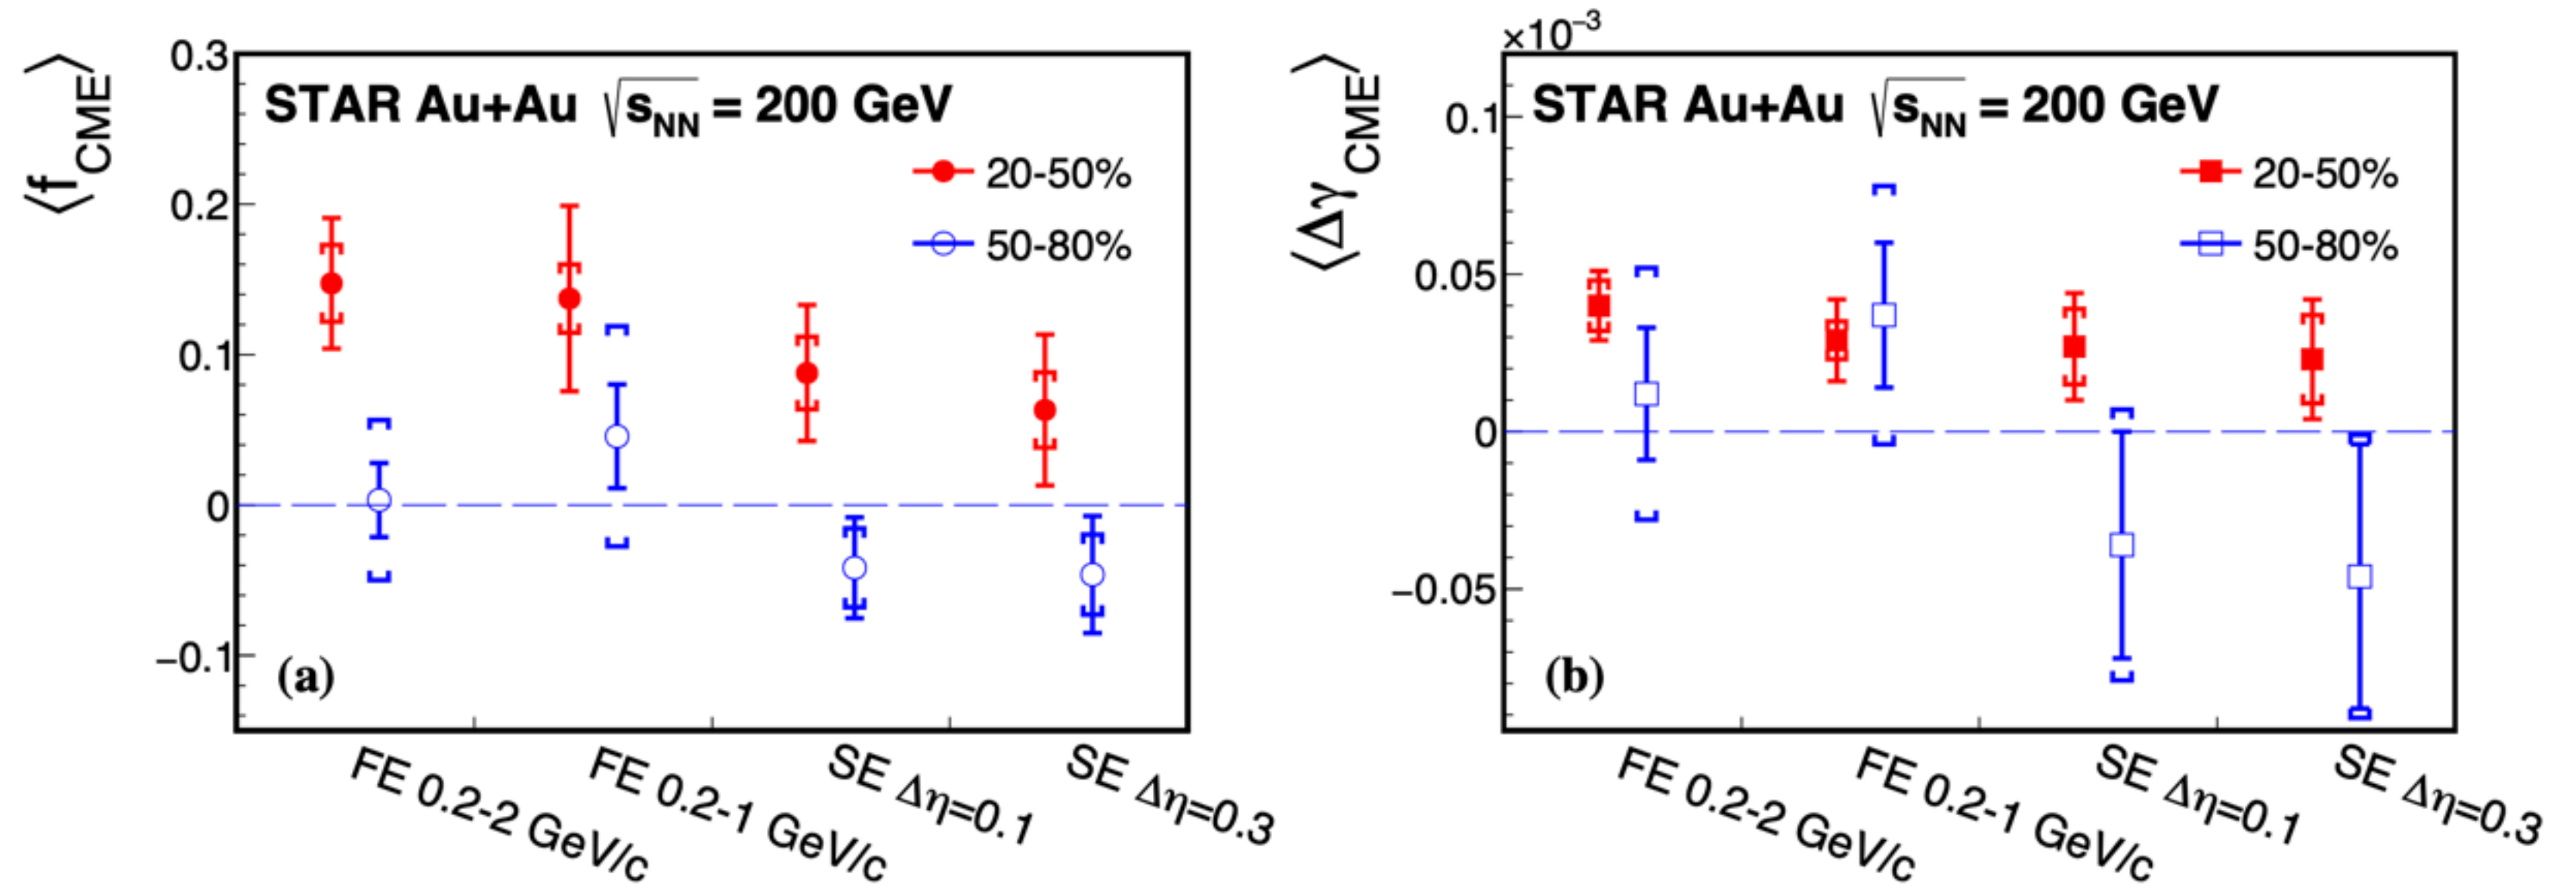 ⟨f_CME⟩
0.3
0.2
0.1
0
−0.1
STAR Au+Au √s_NN = 200 GeV
20-50%
50-80%
(a)
FE 0.2-2 GeV/c
FE 0.2-1 GeV/c
SE Δη=0.1
SE Δη=0.3
⟨Δγ_CME⟩
×10⁻³
0.1
0.05
0
−0.05
STAR Au+Au √s_NN = 200 GeV
20-50%
50-80%
(b)
FE 0.2-2 GeV/c
FE 0.2-1 GeV/c
SE Δη=0.1
SE Δη=0.3